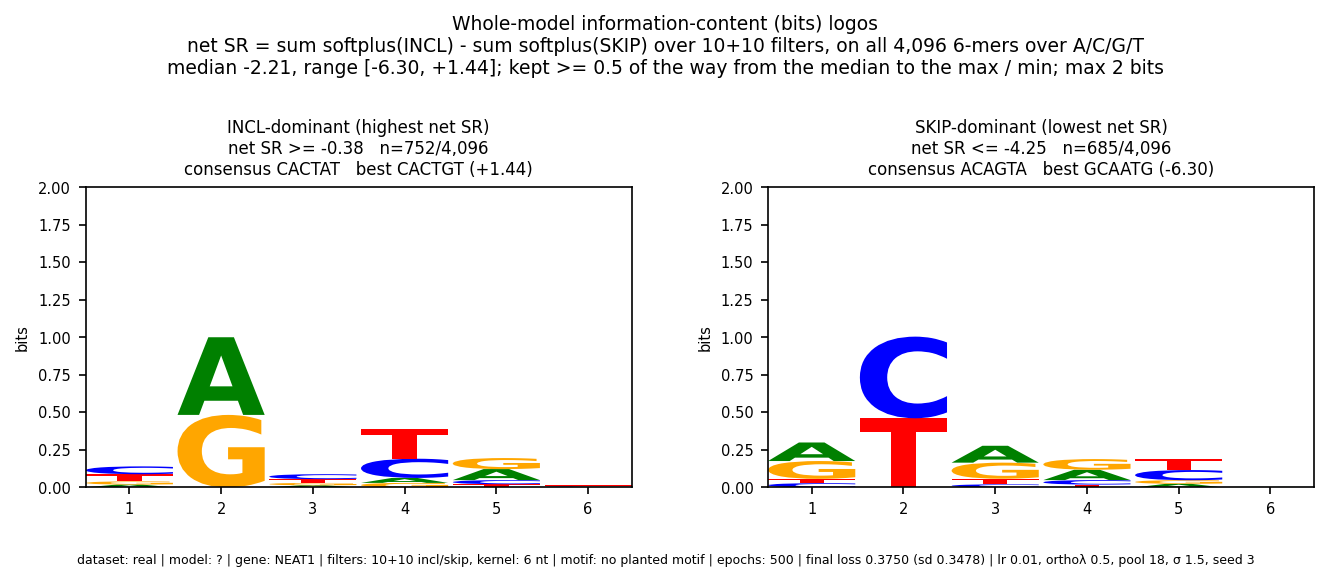 Whole-model information-content (bits) logos
net SR = sum softplus(INCL) - sum softplus(SKIP) over 10+10 filters, on all 4,096 6-mers over A/C/G/T
median -2.21, range [-6.30, +1.44]; kept >= 0.5 of the way from the median to the max / min; max 2 bits
INCL-dominant (highest net SR)
net SR >= -0.38 n=752/4,096
consensus CACTAT best CACTGT (+1.44)
2.00
1.75
1.50
1.25
1.00
0.75
0.50
0.25
0.00
bits
A
G
C
T
G
A
C
T
G
T
C
A
G
G
A
C
T
1 2 3 4 5 6
SKIP-dominant (lowest net SR)
net SR <= -4.25 n=685/4,096
consensus ACAGTA best GCAATG (-6.30)
2.00
1.75
1.50
1.25
1.00
0.75
0.50
0.25
0.00
bits
A
G
T
C
C
T
A
G
T
C
G
A
C
T
T
C
G
A
1 2 3 4 5 6
dataset: real | model: ? | gene: NEAT1 | filters: 10+10 incl/skip, kernel: 6 nt | motif: no planted motif | epochs: 500 | final loss 0.3750 (sd 0.3478) | lr 0.01, orthoλ 0.5, pool 18, σ 1.5, seed 3